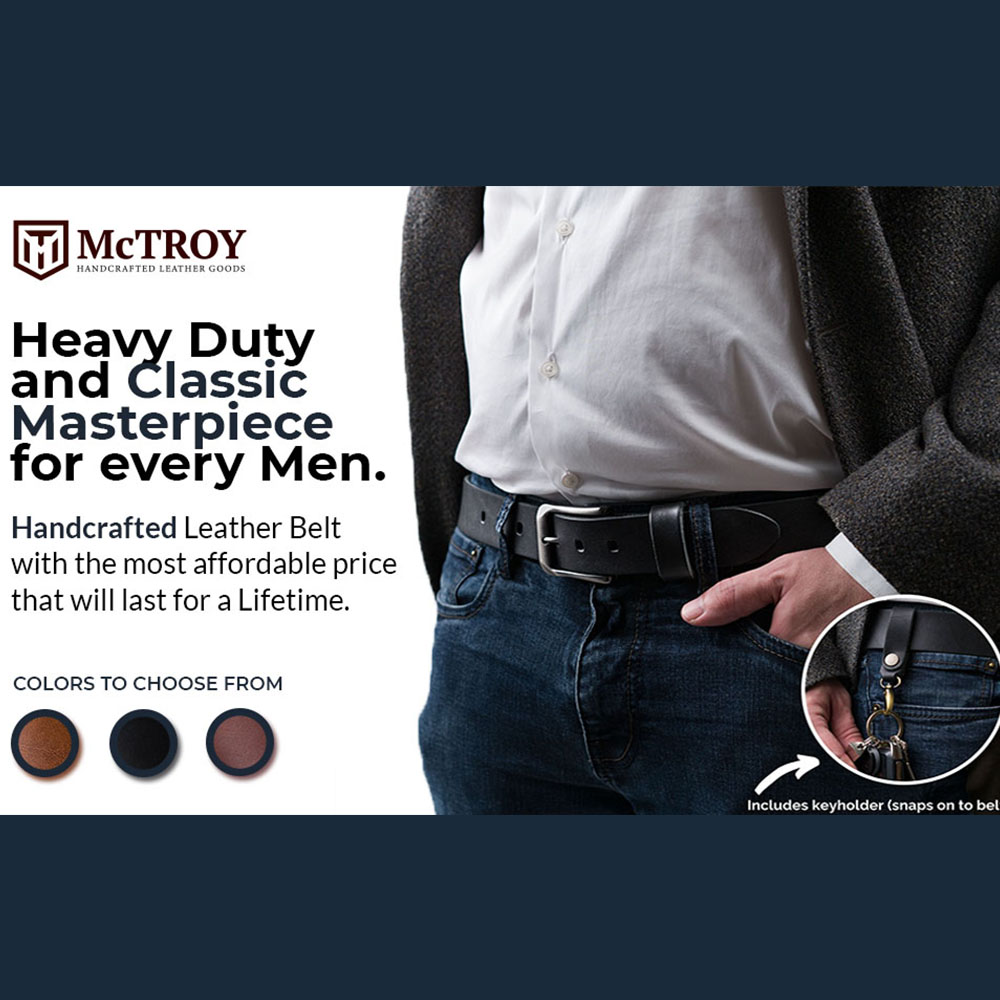 McTROY
HANDCRAFTED LEATHER GOODS
Heavy Duty
and Classic
Masterpiece
for every Men.
Handcrafted Leather Belt
with the most affordable price
that will last for a Lifetime.
COLORS TO CHOOSE FROM
Includes keyholder (snaps on to bel